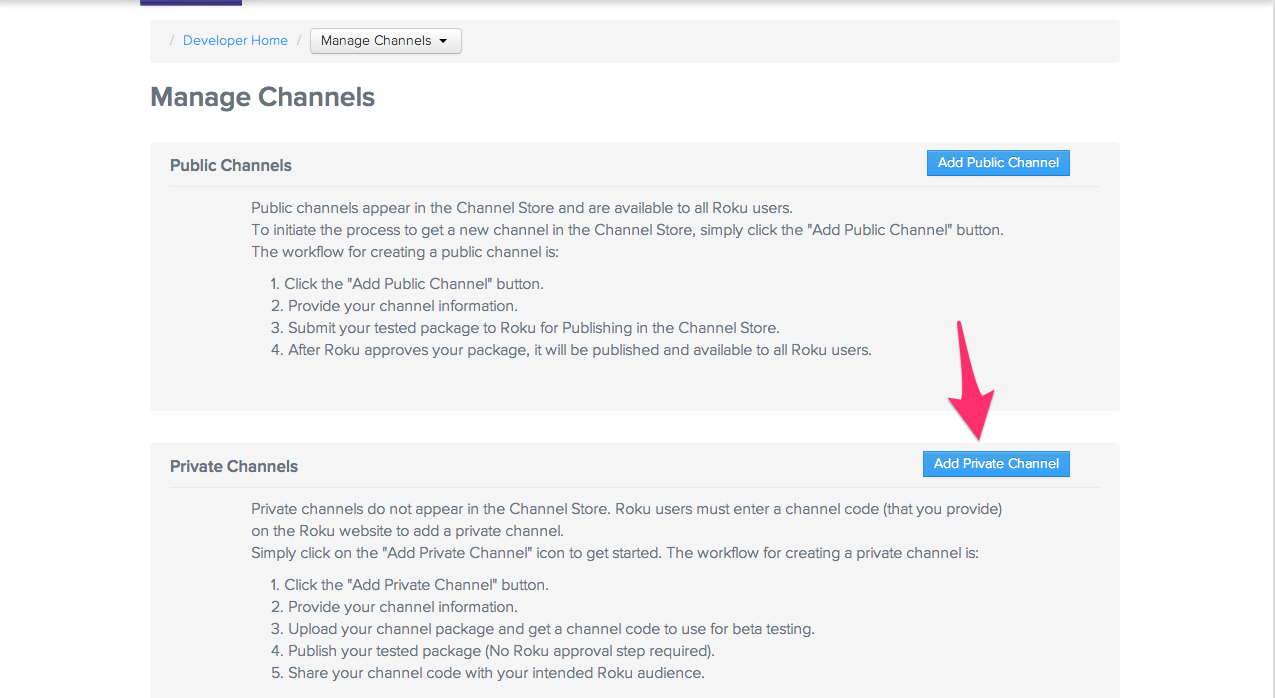 / Developer Home / Manage Channels
Manage Channels
Public Channels
Add Public Channel
Public channels appear in the Channel Store and are available to all Roku users.
To initiate the process to get a new channel in the Channel Store, simply click the "Add Public Channel" button.
The workflow for creating a public channel is:
1. Click the "Add Public Channel" button.
2. Provide your channel information.
3. Submit your tested package to Roku for Publishing in the Channel Store.
4. After Roku approves your package, it will be published and available to all Roku users.
Private Channels
Add Private Channel
Private channels do not appear in the Channel Store. Roku users must enter a channel code (that you provide)
on the Roku website to add a private channel.
Simply click on the "Add Private Channel" icon to get started. The workflow for creating a private channel is:
1. Click the "Add Private Channel" button.
2. Provide your channel information.
3. Upload your channel package and get a channel code to use for beta testing.
4. Publish your tested package (No Roku approval step required).
5. Share your channel code with your intended Roku audience.